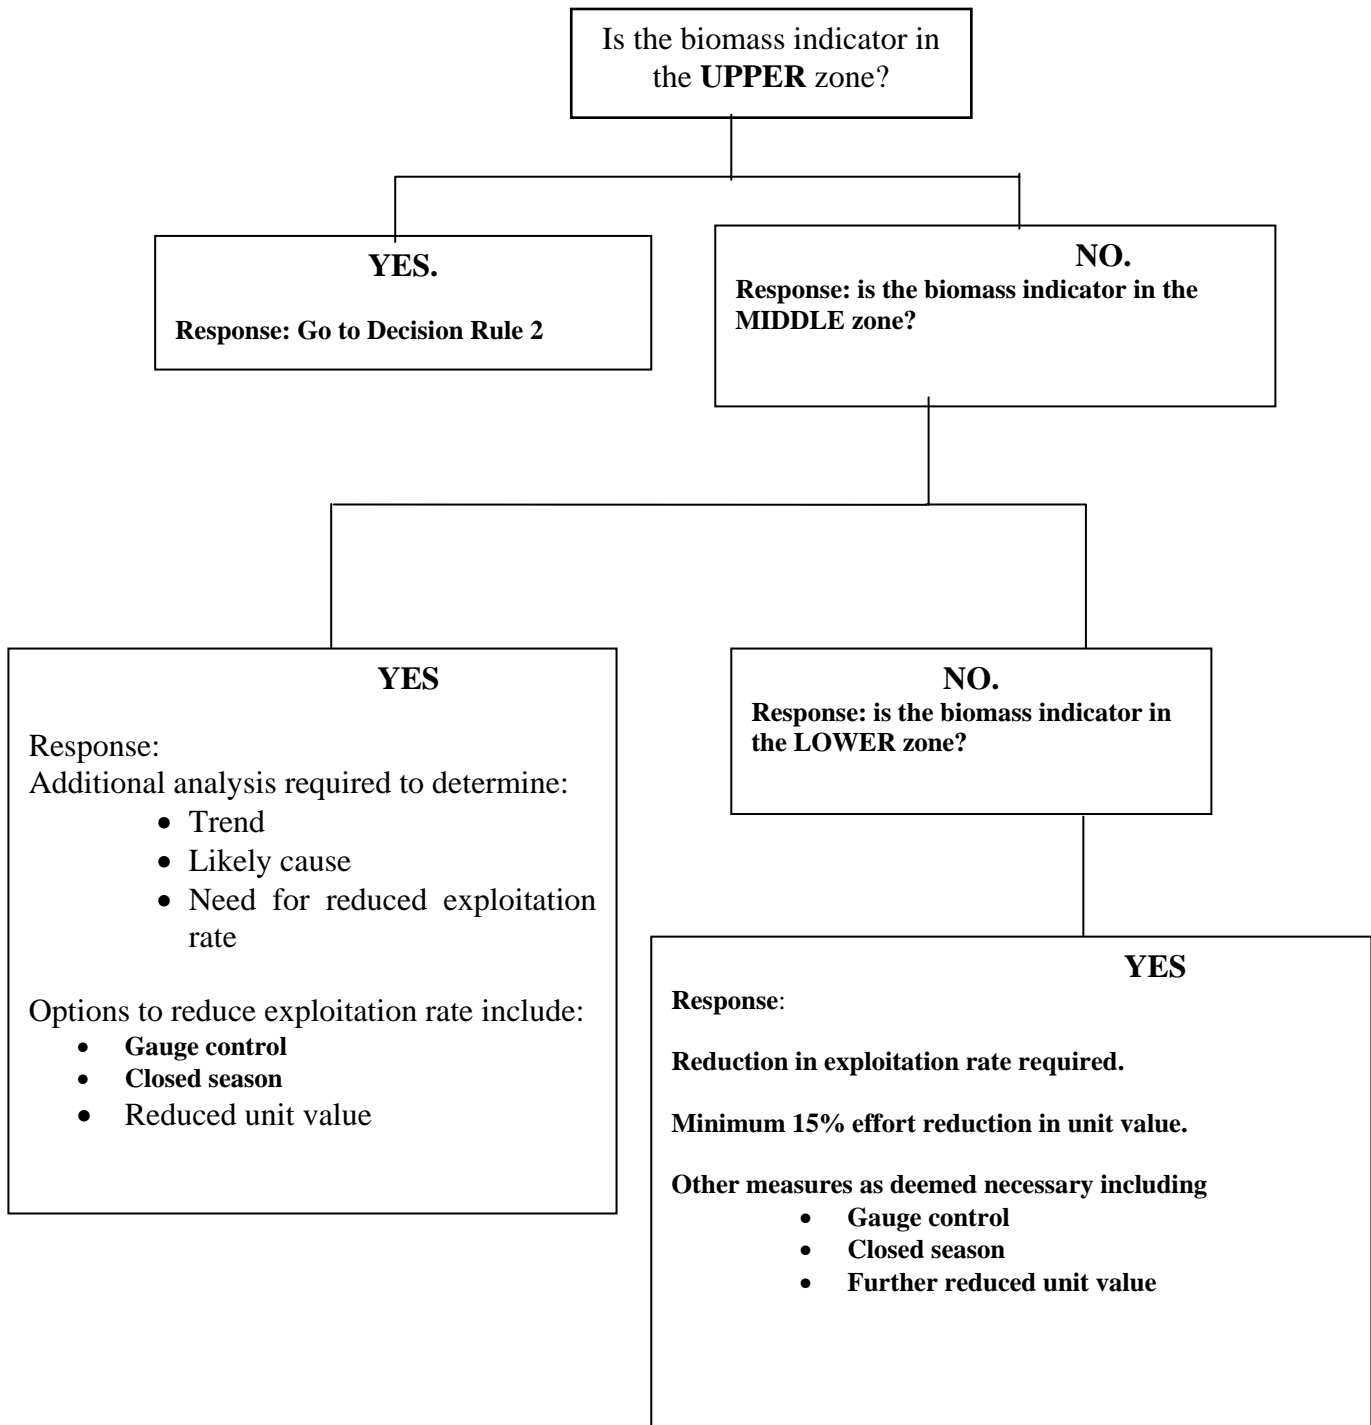 Is the biomass indicator in
the UPPER zone?
YES.
Response: Go to Decision Rule 2
NO.
Response: is the biomass indicator in the
MIDDLE zone?
YES
Response:
Additional analysis required to determine:
• Trend
• Likely cause
• Need for reduced exploitation
rate
Options to reduce exploitation rate include:
• Gauge control
• Closed season
• Reduced unit value
NO.
Response: is the biomass indicator in
the LOWER zone?
YES
Response:
Reduction in exploitation rate required.
Minimum 15% effort reduction in unit value.
Other measures as deemed necessary including
• Gauge control
• Closed season
• Further reduced unit value